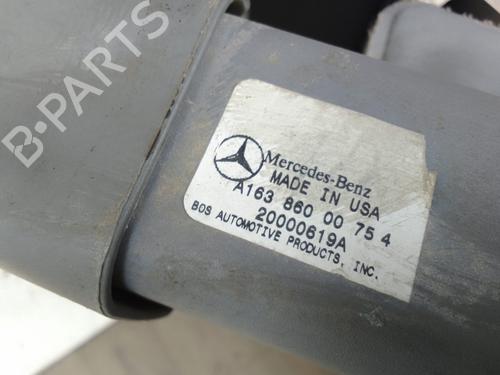 B-PARTS
Mercedes-Benz
MADE IN USA
A163 860 00 75 4
20000619A
BOS AUTOMOTIVE PRODUCTS, INC.